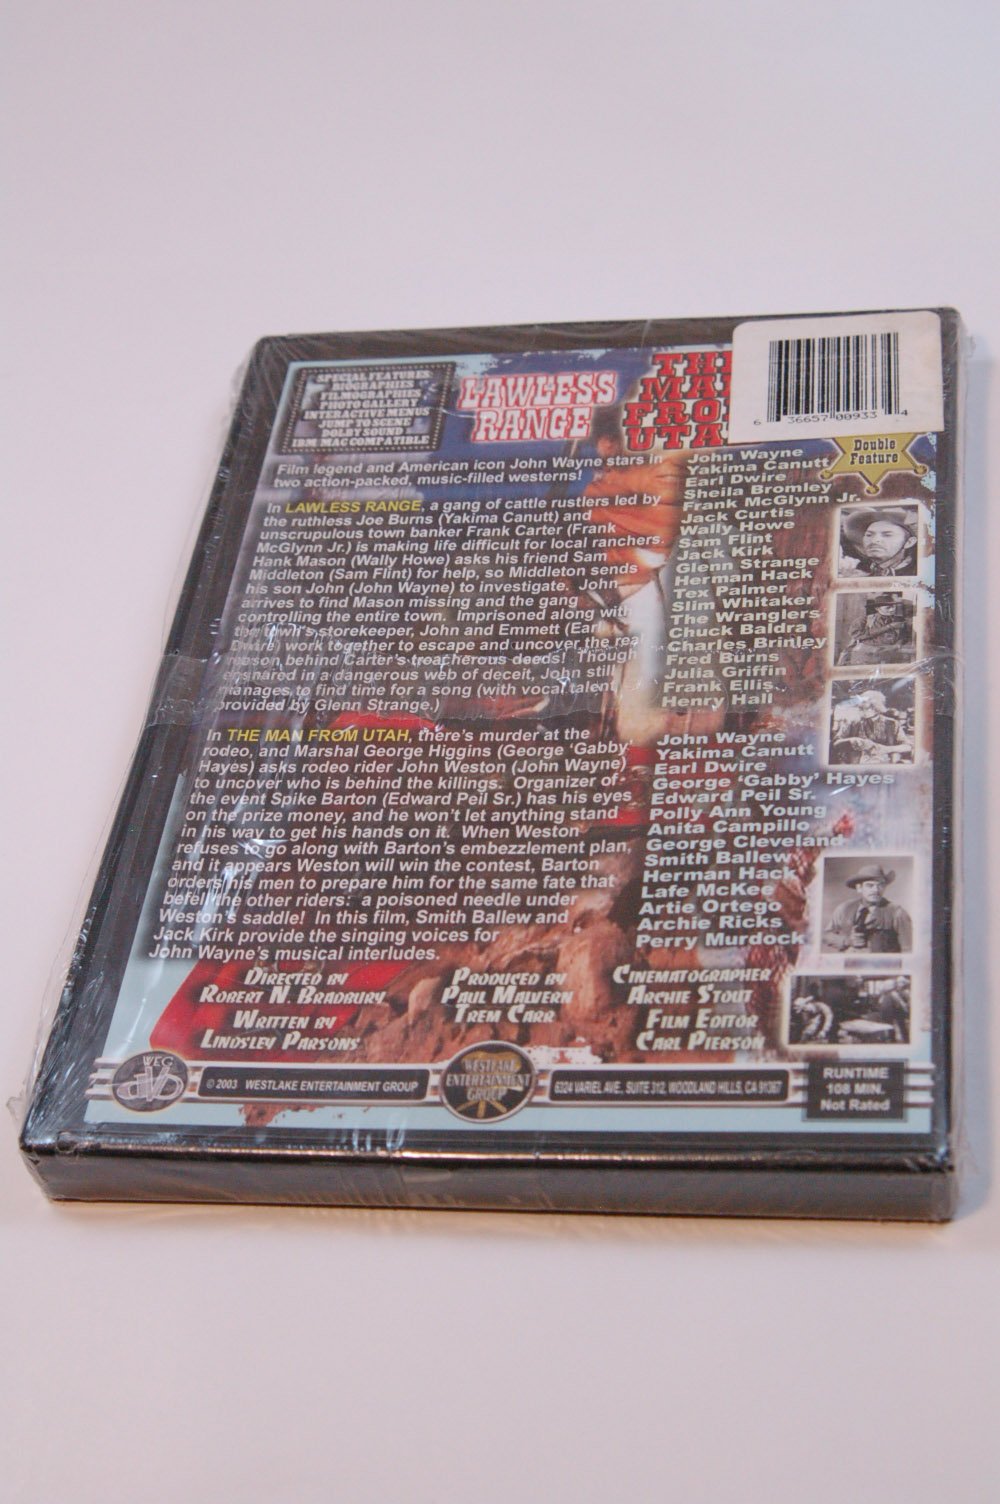 SPECIAL FEATURES:
BIOGRAPHIES
FILMOGRAPHIES
PHOTO GALLERY
INTERACTIVE MENUS
JUMP TO SCENE
DOLBY SOUND
IBM/MAC COMPATIBLE
LAWLESS
RANGE
FRO
UTA
6 36657 00933 4
Double
Feature
Film legend and American icon John Wayne stars in
two action-packed, music-filled westerns!
In LAWLESS RANGE, a gang of cattle rustlers led by
the ruthless Joe Burns (Yakima Canutt) and
unscrupulous town banker Frank Carter (Frank
McGlynn Jr.) is making life difficult for local ranchers.
Hank Mason (Wally Howe) asks his friend Sam
Middleton (Sam Flint) for help, so Middleton sends
his son John (John Wayne) to investigate. John
arrives to find Mason missing and the gang
controlling the entire town. Imprisoned along with
the town's storekeeper, John and Emmett (Earl
Dwire) work together to escape and uncover the real
reason behind Carter's treacherous deeds! Though
ensnared in a dangerous web of deceit, John still
manages to find time for a song (with vocal talent
provided by Glenn Strange.)
John Wayne
Yakima Canutt
Earl Dwire
Sheila Bromley
Frank McGlynn Jr.
Jack Curtis
Wally Howe
Sam Flint
Jack Kirk
Glenn Strange
Herman Hack
Tex Palmer
Slim Whitaker
The Wranglers
Chuck Baldra
Charles Brinley
Fred Burns
Julia Griffin
Frank Ellis
Henry Hall
In THE MAN FROM UTAH, there's murder at the
rodeo, and Marshal George Higgins (George 'Gabby'
Hayes) asks rodeo rider John Weston (John Wayne)
to uncover who is behind the killings. Organizer of
the event Spike Barton (Edward Peil Sr.) has his eyes
on the prize money, and he won't let anything stand
in his way to get his hands on it. When Weston
refuses to go along with Barton's embezzlement plan,
and it appears Weston will win the contest, Barton
orders his men to prepare him for the same fate that
befell the other riders: a poisoned needle under
Weston's saddle! In this film, Smith Ballew and
Jack Kirk provide the singing voices for
John Wayne's musical interludes.
John Wayne
Yakima Canutt
Earl Dwire
George 'Gabby' Hayes
Edward Peil Sr.
Polly Ann Young
Anita Campillo
George Cleveland
Smith Ballew
Herman Hack
Lafe McKee
Artie Ortego
Archie Ricks
Perry Murdock
DIRECTED BY
ROBERT N. BRADBURY
WRITTEN BY
LINDSLEY PARSONS
PRODUCED BY
PAUL MALVERN
TREM CARR
CINEMATOGRAPHER
ARCHIE STOUT
FILM EDITOR
CARL PIERSON
WEG
DVD
© 2003 WESTLAKE ENTERTAINMENT GROUP
WESTLAKE
ENTERTAINMENT
GROUP
6324 VARIEL AVE., SUITE 312, WOODLAND HILLS, CA 91367
RUNTIME
108 MIN.
Not Rated